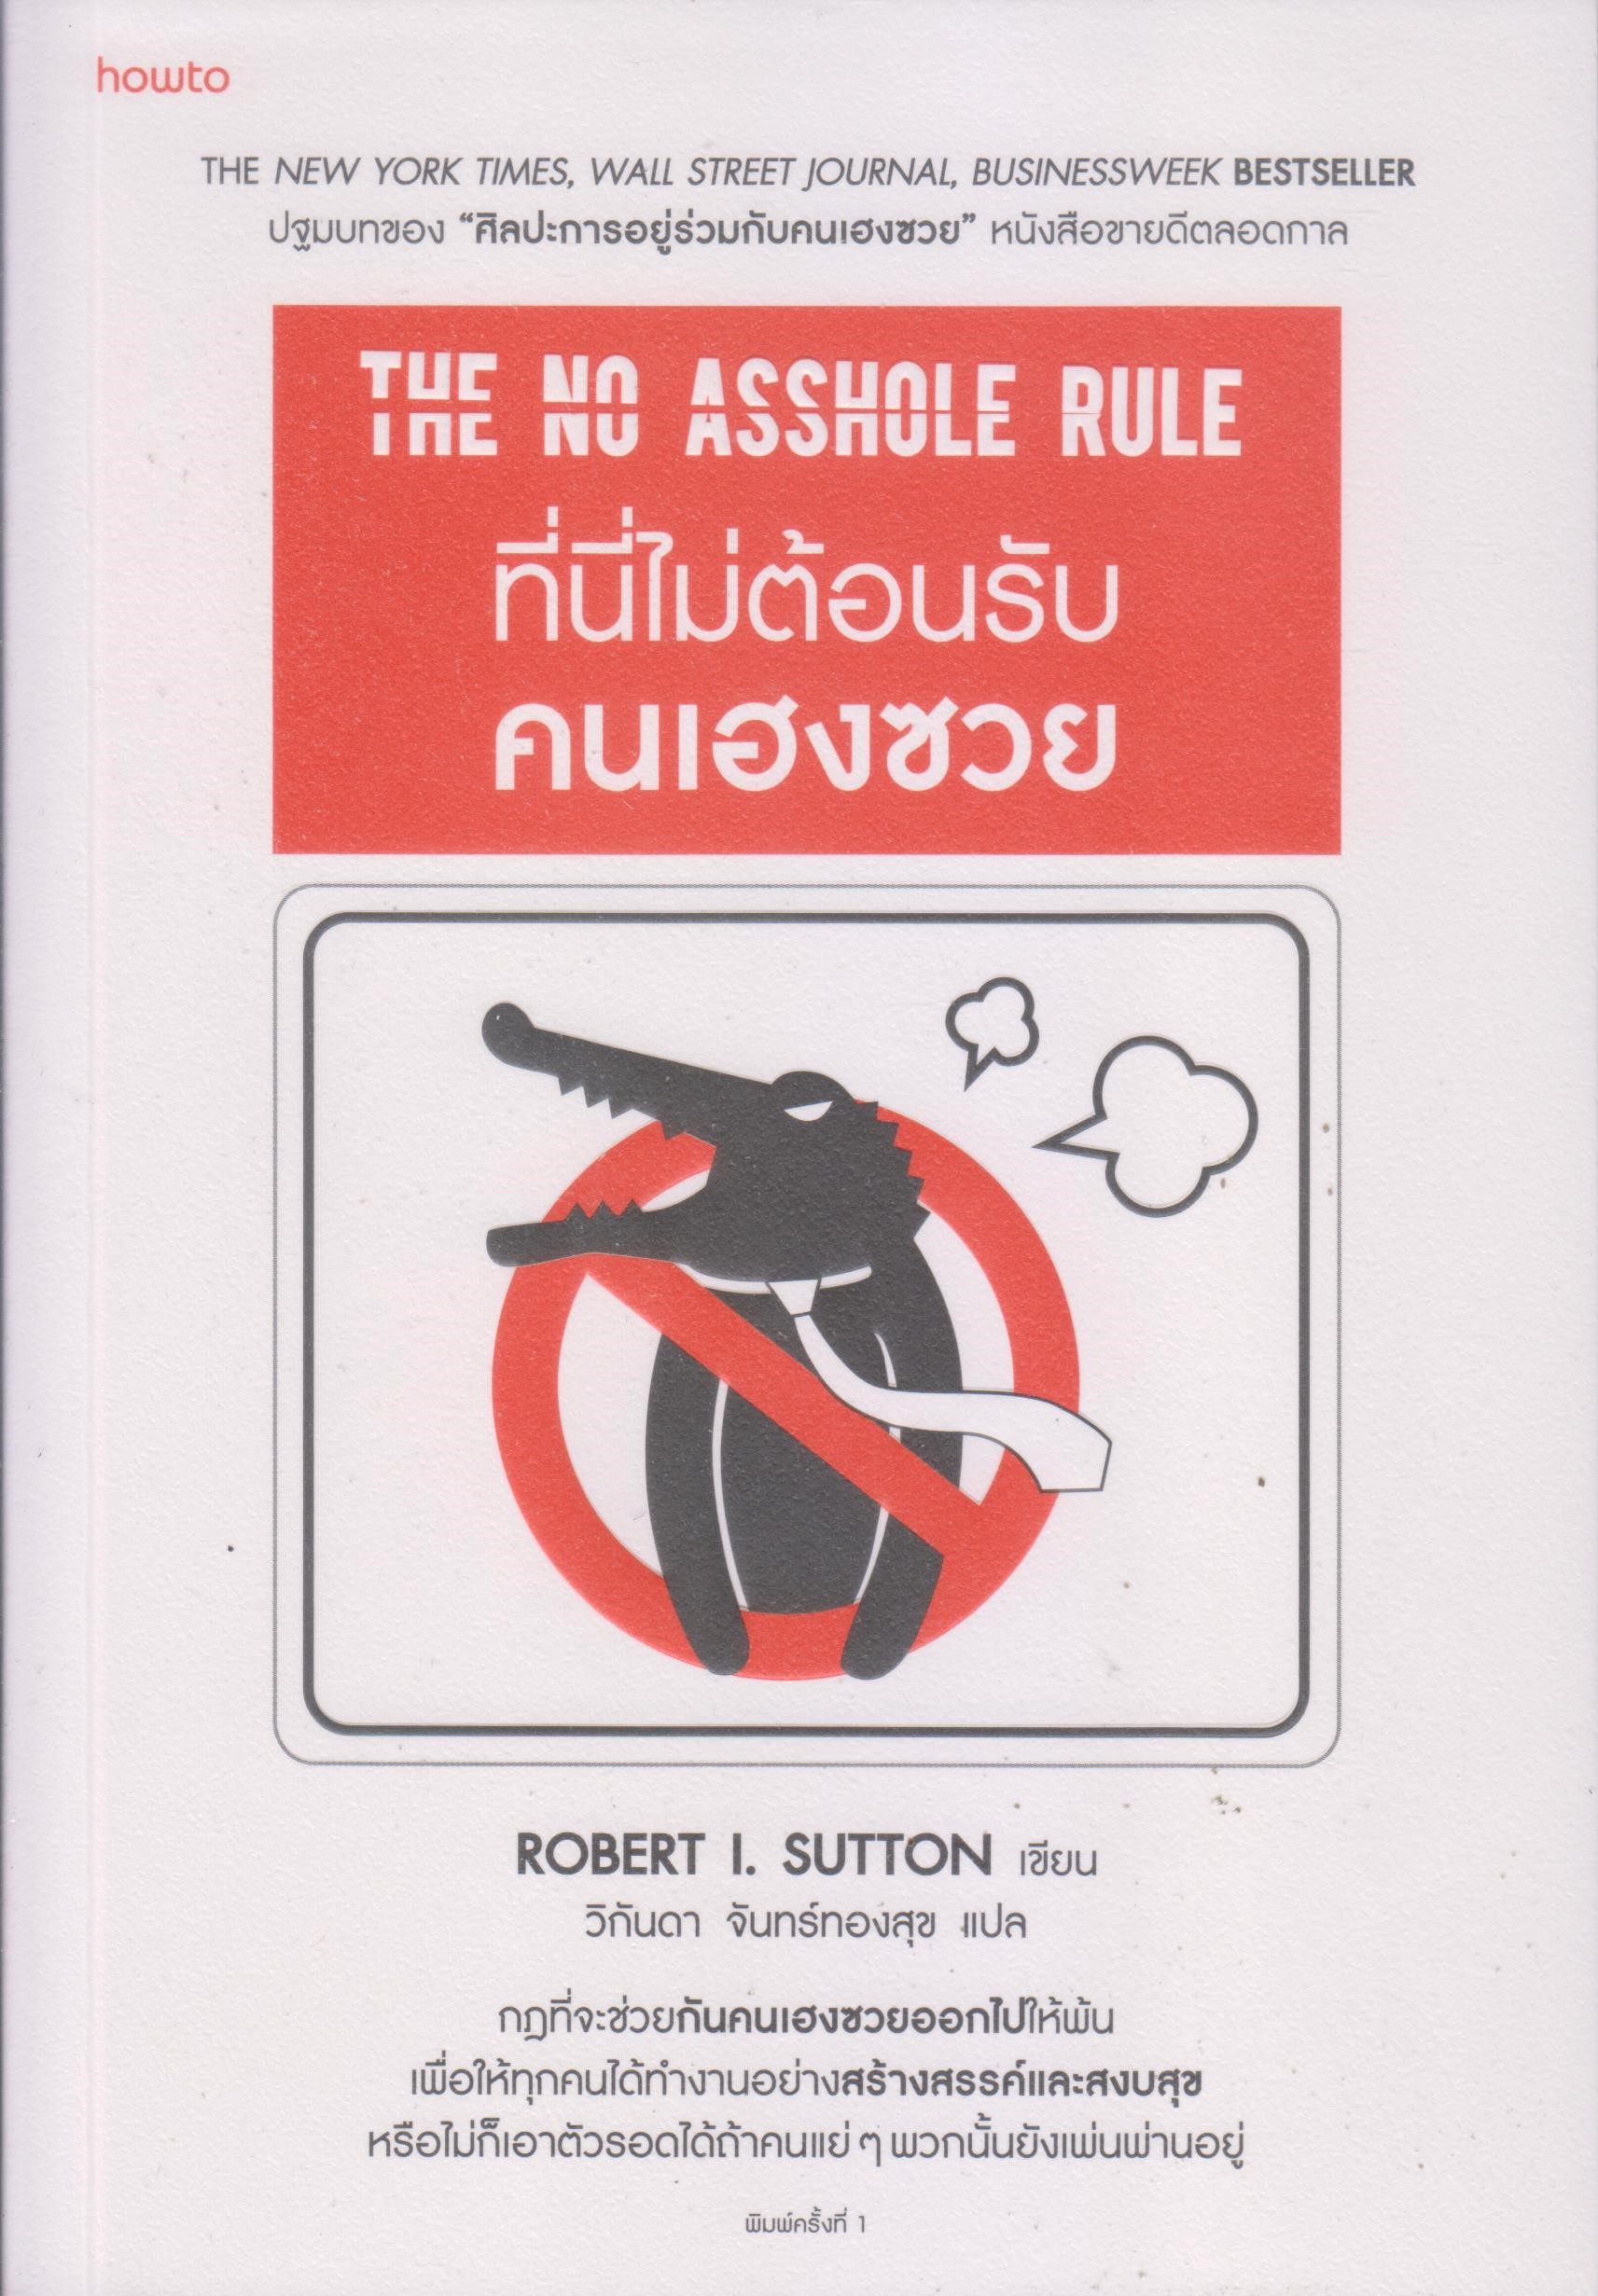 howto
THE NEW YORK TIMES, WALL STREET JOURNAL, BUSINESSWEEK BESTSELLER
ปฐมบทของ “ศิลปะการอยู่ร่วมกับคนเฮงซวย” หนังสือขายดีตลอดกาล
THE NO ASSHOLE RULE
ที่นี่ไม่ต้อนรับ
คนเฮงซวย
ROBERT I. SUTTON เขียน
วิกันดา จันทร์ทองสุข แปล
กฎที่จะช่วยกันคนเฮงซวยออกไปให้พ้น
เพื่อให้ทุกคนได้ทำงานอย่างสร้างสรรค์และสงบสุข
หรือไม่ก็เอาตัวรอดได้ถ้าคนแย่ ๆ พวกนั้นยังเพ่นพ่านอยู่
พิมพ์ครั้งที่ 1